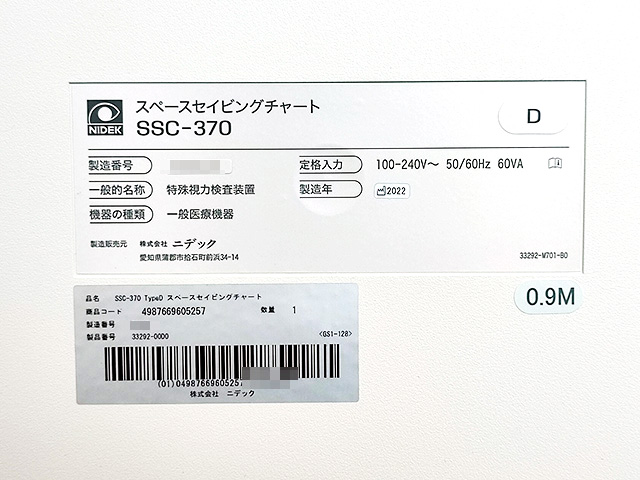 NIDEK
スペースセイビングチャート
SSC-370
D
製造番号
定格入力 100-240V～ 50/60Hz 60VA
一般的名称 特殊視力検査装置
製造年 2022
機器の種類 一般医療機器
製造販売元 株式会社 ニデック
愛知県蒲郡市拾石町前浜34-14
33292-M701-B0
0.9M
品名 SSC-370 TypeD スペースセイビングチャート
商品コード 4987669605257 数量 1
製造番号
製品番号 33292-0000 <GS1-128>
(01)04987669605257
株式会社 ニデック